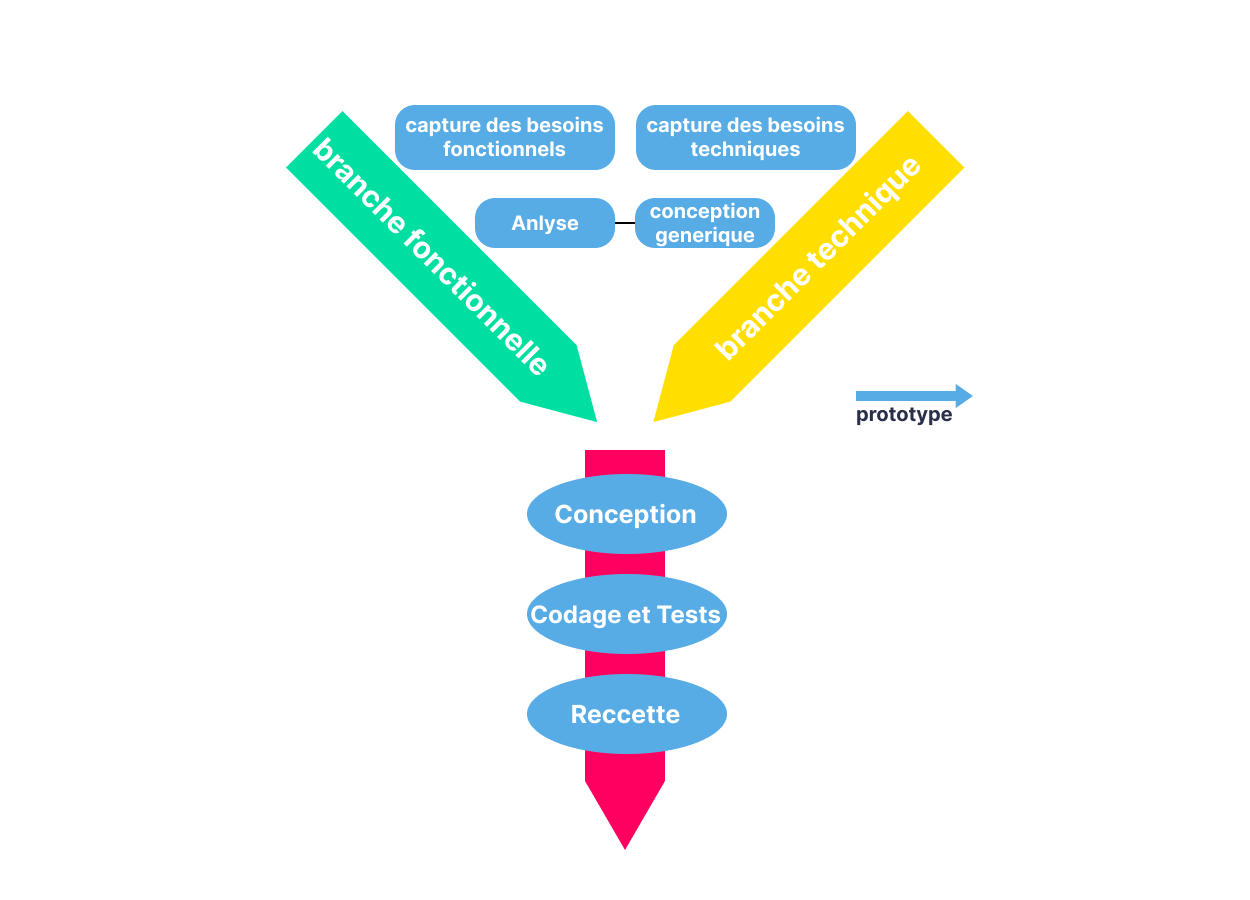 capture des besoins
fonctionnels
capture des besoins
techniques
branche fonctionnelle
branche technique
Anlyse
conception
generique
prototype
Conception
Codage et Tests
Reccette